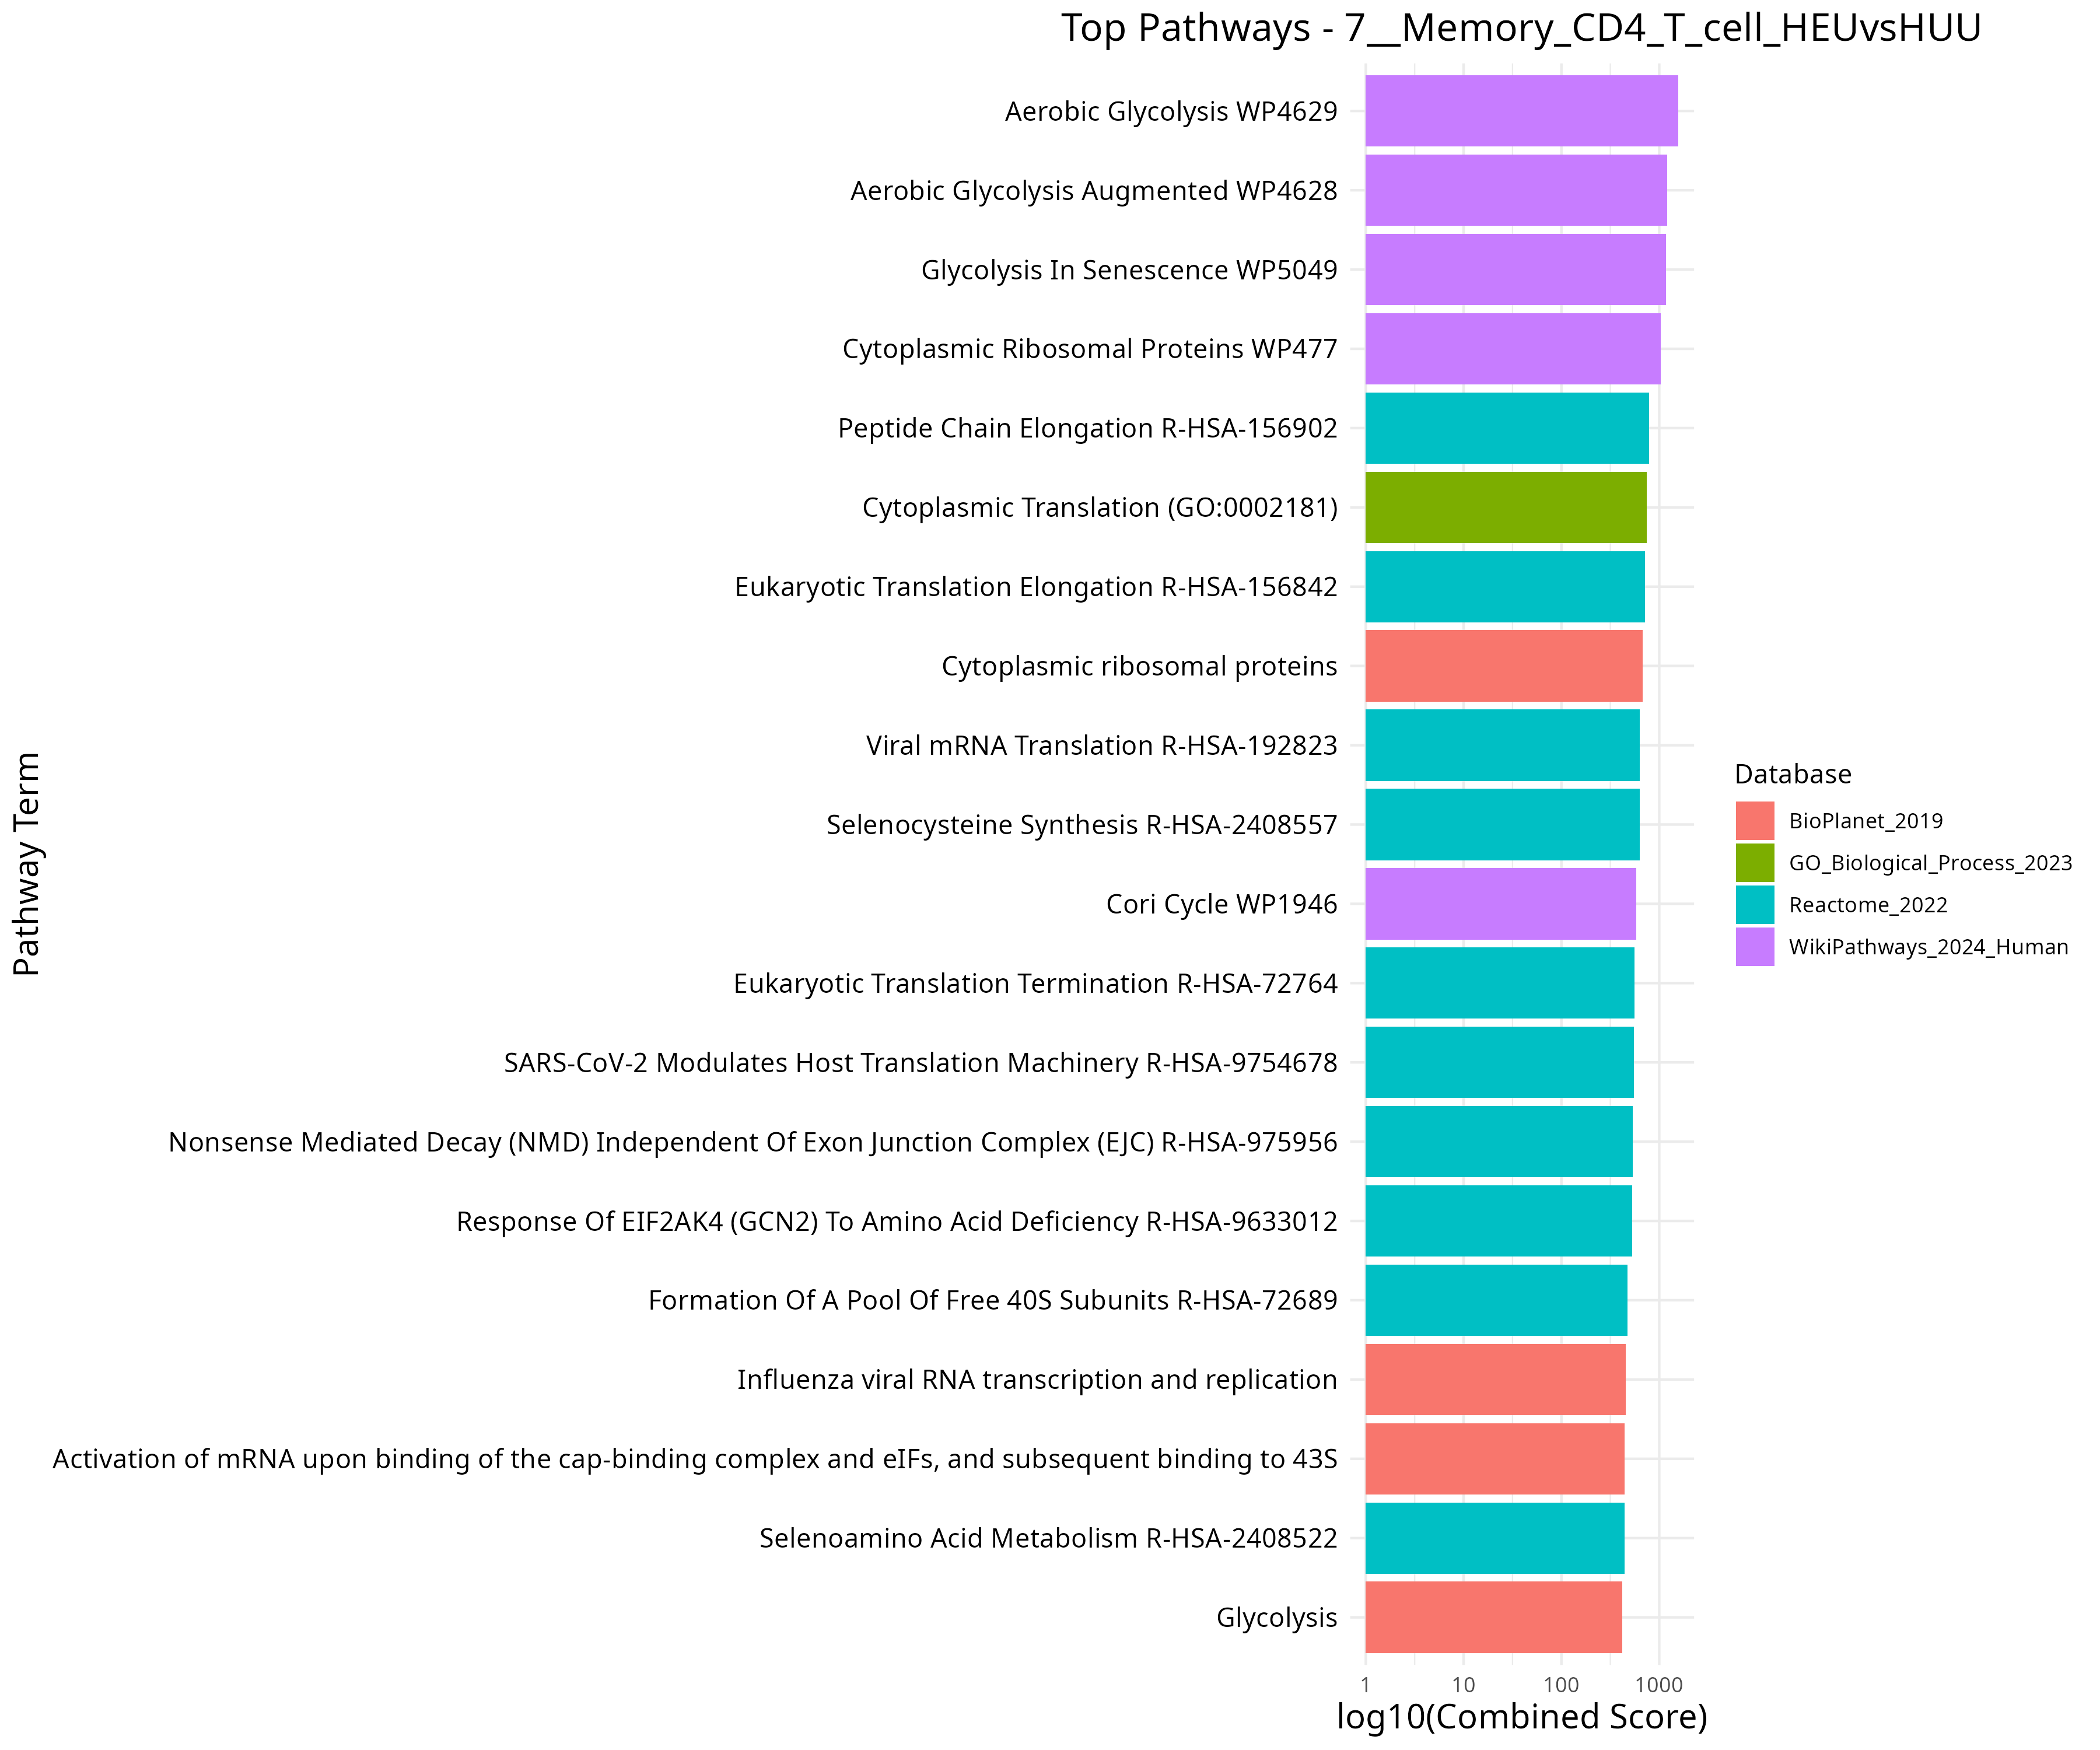 Top Pathways - 7__Memory_CD4_T_cell_HEUvsHUU
Pathway Term
Aerobic Glycolysis WP4629
Aerobic Glycolysis Augmented WP4628
Glycolysis In Senescence WP5049
Cytoplasmic Ribosomal Proteins WP477
Peptide Chain Elongation R-HSA-156902
Cytoplasmic Translation (GO:0002181)
Eukaryotic Translation Elongation R-HSA-156842
Cytoplasmic ribosomal proteins
Viral mRNA Translation R-HSA-192823
Selenocysteine Synthesis R-HSA-2408557
Cori Cycle WP1946
Eukaryotic Translation Termination R-HSA-72764
SARS-CoV-2 Modulates Host Translation Machinery R-HSA-9754678
Nonsense Mediated Decay (NMD) Independent Of Exon Junction Complex (EJC) R-HSA-975956
Response Of EIF2AK4 (GCN2) To Amino Acid Deficiency R-HSA-9633012
Formation Of A Pool Of Free 40S Subunits R-HSA-72689
Influenza viral RNA transcription and replication
Activation of mRNA upon binding of the cap-binding complex and eIFs, and subsequent binding to 43S
Selenoamino Acid Metabolism R-HSA-2408522
Glycolysis
1 10 100 1000
log10(Combined Score)
Database
BioPlanet_2019
GO_Biological_Process_2023
Reactome_2022
WikiPathways_2024_Human